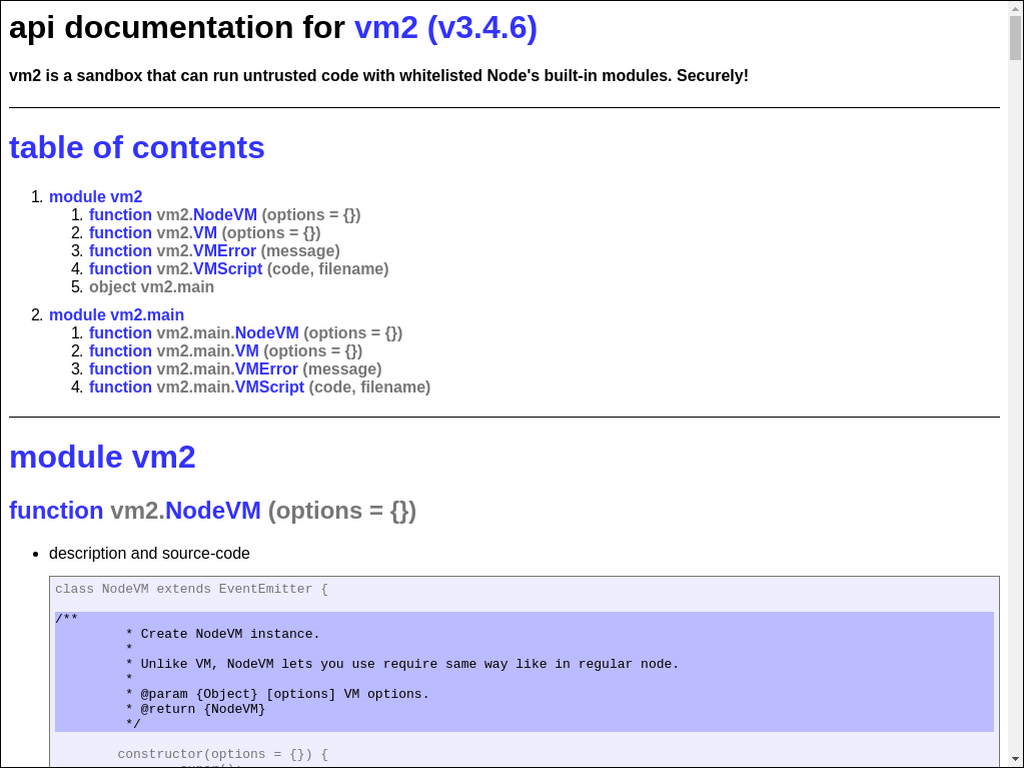 api documentation for vm2 (v3.4.6)
vm2 is a sandbox that can run untrusted code with whitelisted Node's built-in modules. Securely!
table of contents
1. module vm2
1. function vm2.NodeVM (options = {})
2. function vm2.VM (options = {})
3. function vm2.VMError (message)
4. function vm2.VMScript (code, filename)
5. object vm2.main
2. module vm2.main
1. function vm2.main.NodeVM (options = {})
2. function vm2.main.VM (options = {})
3. function vm2.main.VMError (message)
4. function vm2.main.VMScript (code, filename)
module vm2
function vm2.NodeVM (options = {})
• description and source-code
class NodeVM extends EventEmitter {
/**
* Create NodeVM instance.
*
* Unlike VM, NodeVM lets you use require same way like in regular node.
*
* @param {Object} [options] VM options.
* @return {NodeVM}
*/
constructor(options = {}) {